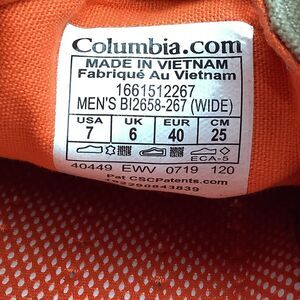 Columbia.com
MADE IN VIETNAM
Fabriqué Au Vietnam
1661512267
MEN'S BI2658-267 (WIDE)
USA UK EUR CM
7 6 40 25
ECA-5
40449 EWV 0719 120
Pat CSCPatents.com
192290843839